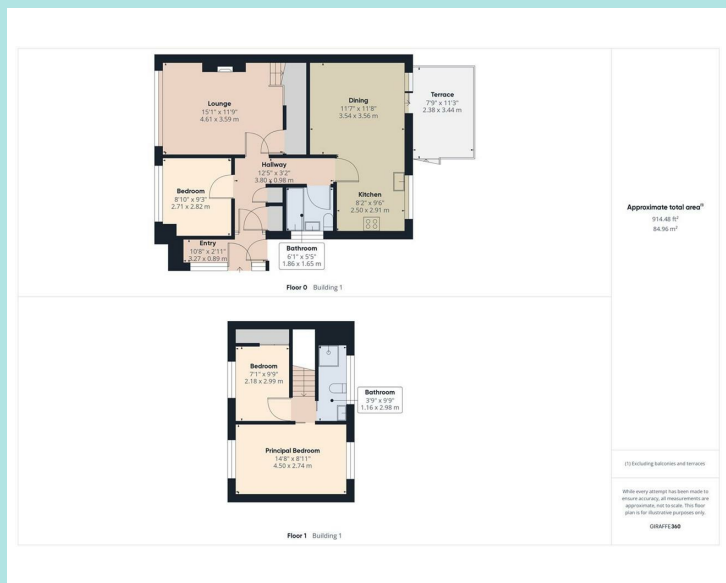 Lounge
15'1" x 11'9"
4.61 x 3.59 m
Dining
11'7" x 11'8"
3.54 x 3.56 m
Terrace
7'9" x 11'3"
2.38 x 3.44 m
Hallway
12'5" x 3'2"
3.80 x 0.98 m
Bedroom
8'10" x 9'3"
2.71 x 2.82 m
Kitchen
8'2" x 9'6"
2.50 x 2.91 m
Entry
10'8" x 2'11"
3.27 x 0.89 m
Bathroom
6'1" x 5'5"
1.86 x 1.65 m
Floor 0 Building 1
Approximate total area⁽¹⁾
914.48 ft²
84.96 m²
Bedroom
7'1" x 9'9"
2.18 x 2.99 m
Bathroom
3'9" x 9'9"
1.16 x 2.98 m
Principal Bedroom
14'8" x 8'11"
4.50 x 2.74 m
Floor 1 Building 1
(1) Excluding balconies and terraces
While every attempt has been made to
ensure accuracy, all measurements are
approximate, not to scale. This floor
plan is for illustrative purposes only.
GIRAFFE360